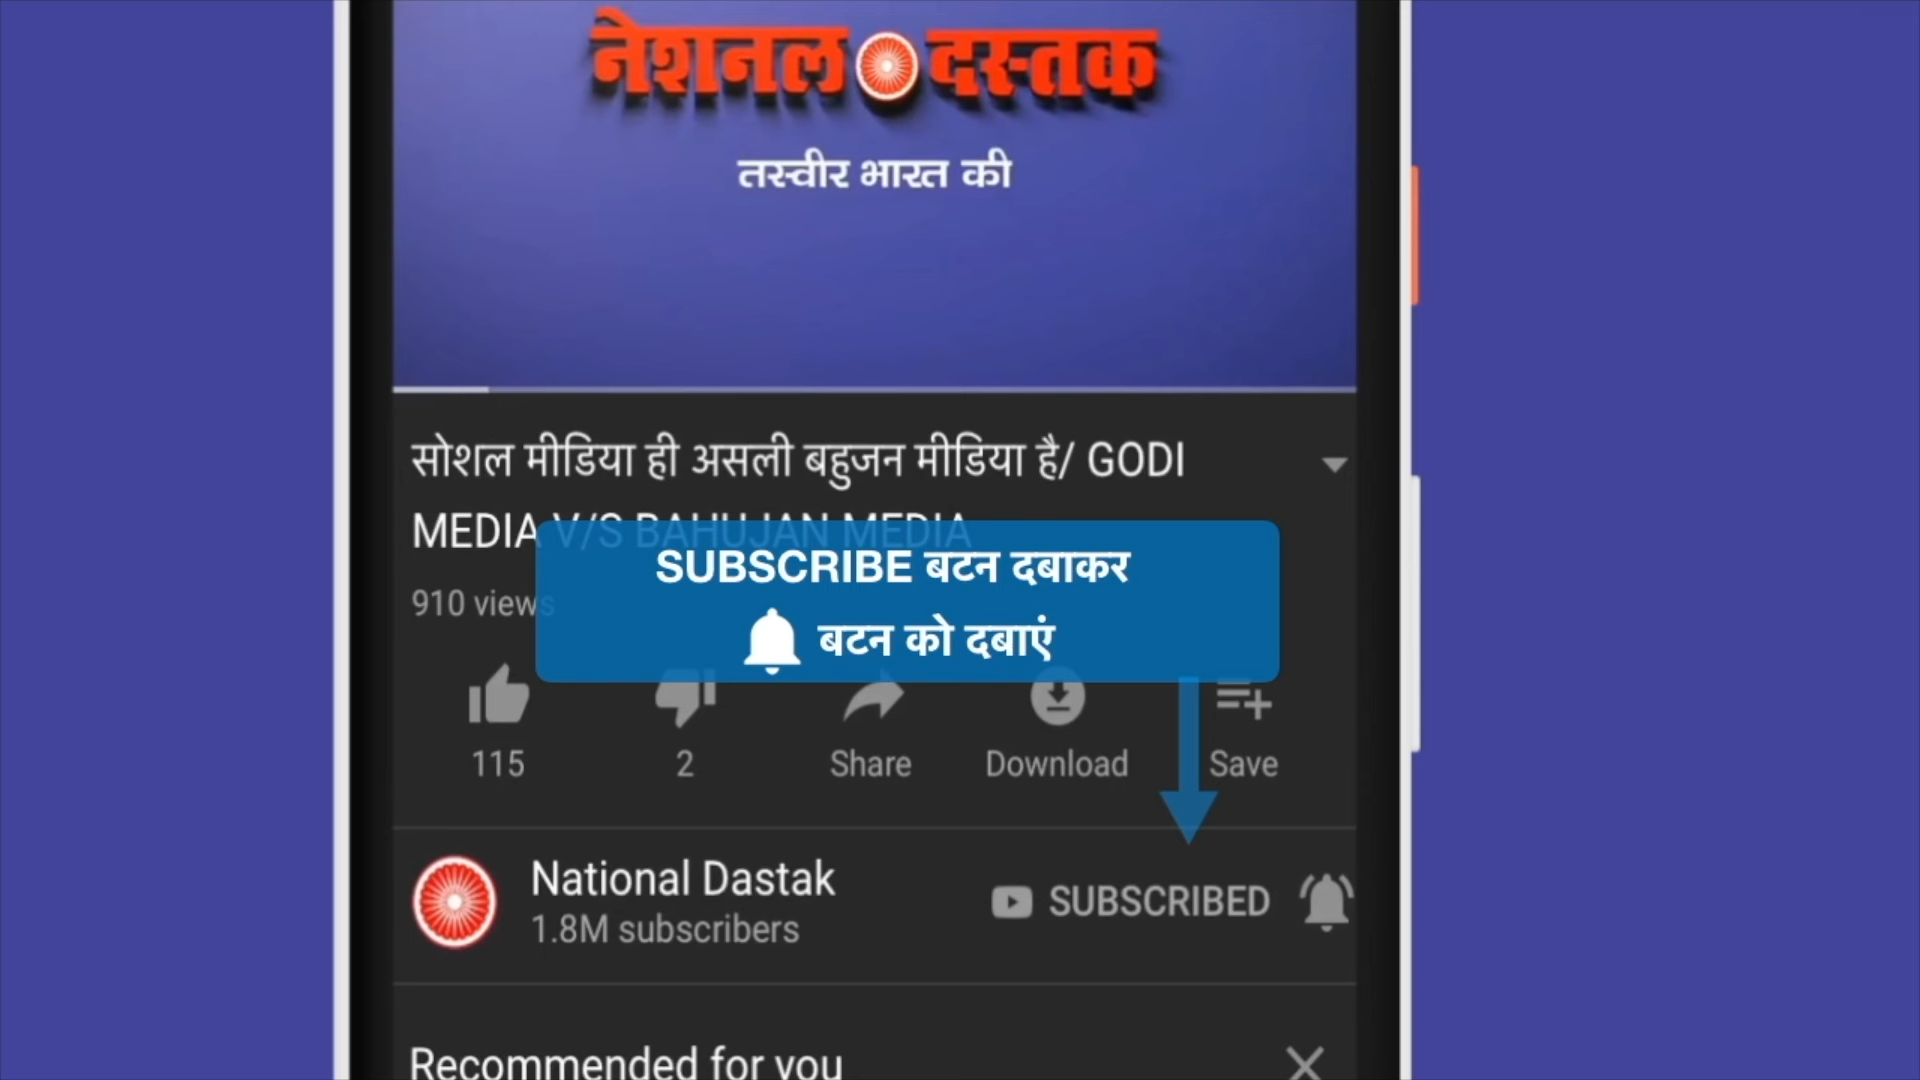 नेशनल दस्तक
तस्वीर भारत की
सोशल मीडिया ही असली बहुजन मीडिया है/ GODI
MEDIA V/S BAHUJAN MEDIA
SUBSCRIBE बटन दबाकर
बटन को दबाएं
910 views
115
2
Share
Download
Save
National Dastak
1.8M subscribers
SUBSCRIBED
Recommended for you